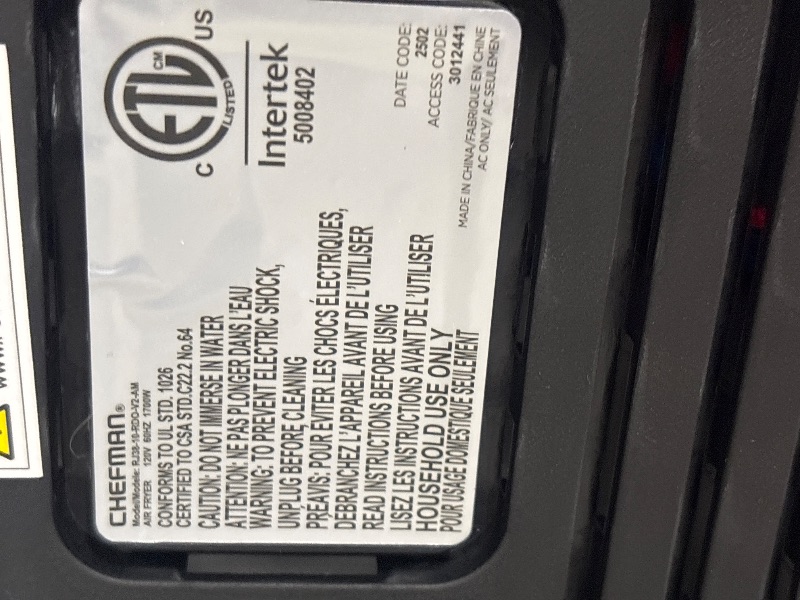 CHEFMAN®
Model/Modèle: RJ38-10-RDO-V2-AM
AIR FRYER 120V 60HZ 1700W
CONFORMS TO UL STD. 1026
CERTIFIED TO CSA STD.C22.2 No.64
CAUTION: DO NOT IMMERSE IN WATER
ATTENTION: NE PAS PLONGER DANS L'EAU
WARNING: TO PREVENT ELECTRIC SHOCK,
UNPLUG BEFORE CLEANING
PRÉAVIS: POUR ÉVITER LES CHOCS ÉLECTRIQUES,
DEBRANCHEZ L'APPAREIL AVANT DE L'UTILISER
READ INSTRUCTIONS BEFORE USING
LISEZ LES INSTRUCTIONS AVANT DE L'UTILISER
HOUSEHOLD USE ONLY
POUR USAGE DOMESTIQUE SEULEMENT
C ETL CM US
LISTED
Intertek
5008402
DATE CODE:
2502
ACCESS CODE:
3012441
MADE IN CHINA/FABRIQUE EN CHINE
AC ONLY/ AC SEULEMENT